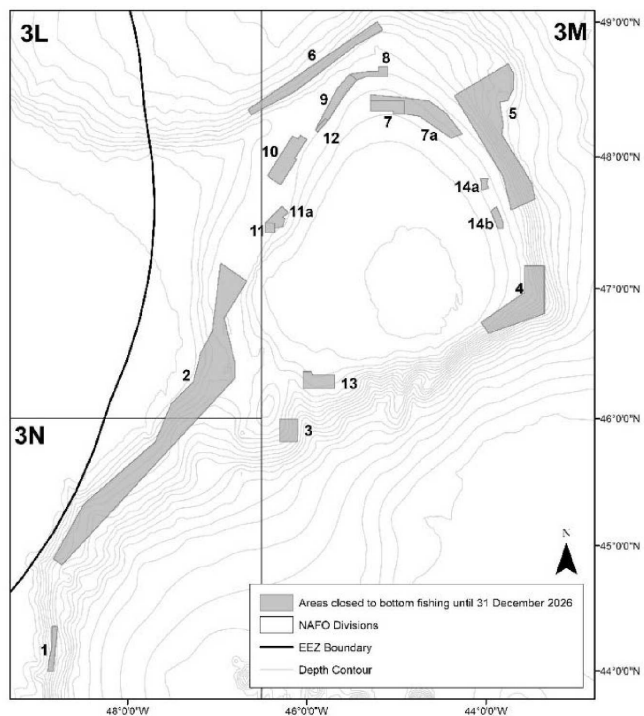 3L
3M
49°0'0"N
6
8
9
5
12
7
7a
10
48°0'0"N
14a
11a
11
14b
4
47°0'0"N
2
13
3N
3
46°0'0"N
45°0'0"N
N
Areas closed to bottom fishing until 31 December 2026
NAFO Divisions
EEZ Boundary
Depth Contour
1
44°0'0"N
48°0'0"W
46°0'0"W
44°0'0"W